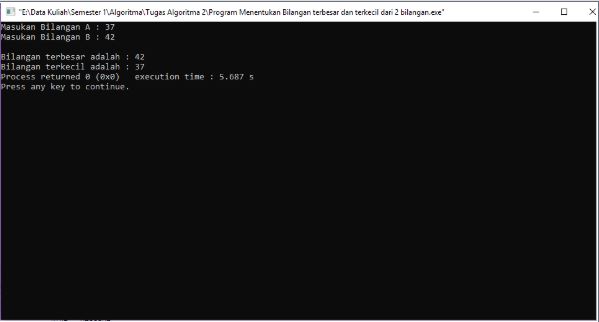 "E:\Data Kuliah\Semester 1\Algoritma\Tugas Algoritma 2\Program Menentukan Bilangan terbesar dan terkecil dari 2 bilangan.exe"
Masukan Bilangan A : 37
Masukan Bilangan B : 42
Bilangan terbesar adalah : 42
Bilangan terkecil adalah : 37
Process returned 0 (0x0)   execution time : 5.687 s
Press any key to continue.